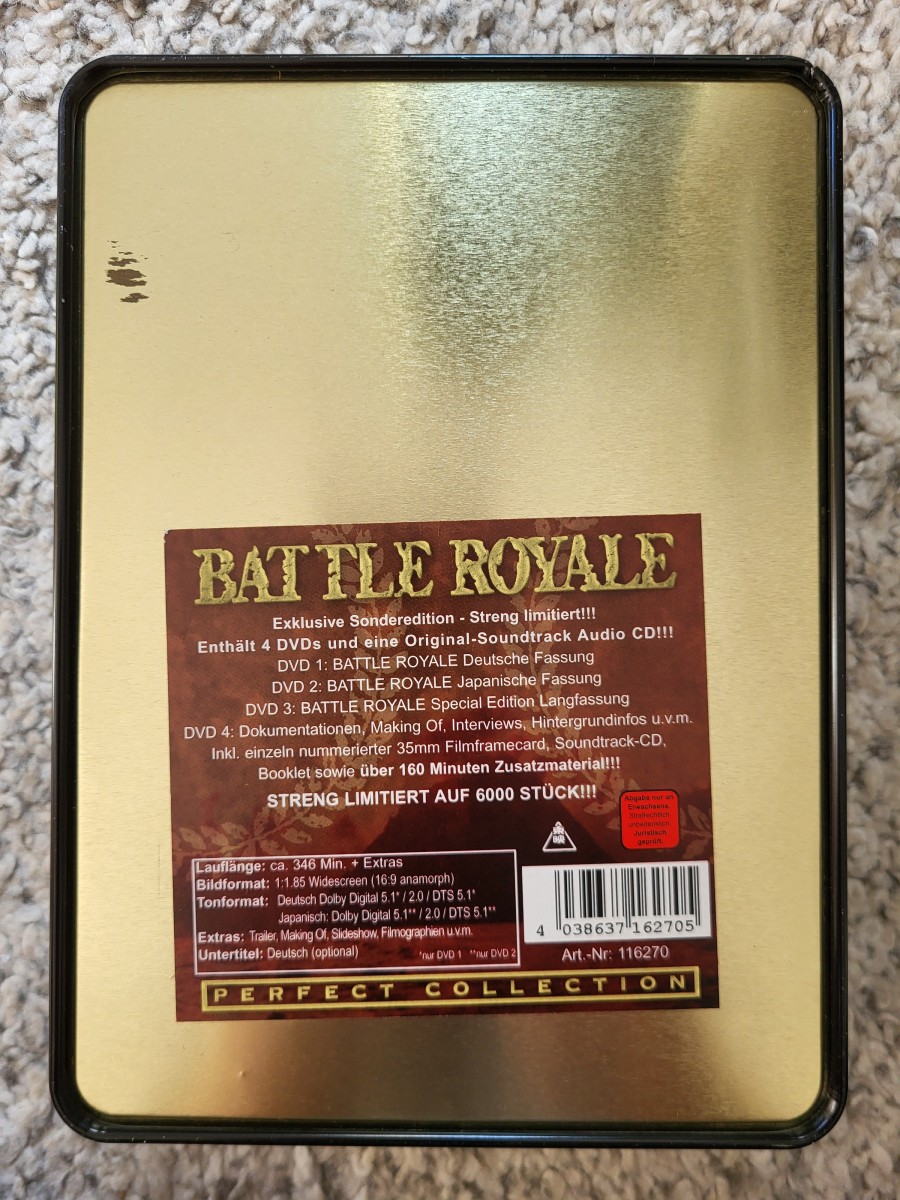 BATTLE ROYALE
Exklusive Sonderedition - Streng limitiert!!!
Enthält 4 DVDs und eine Original-Soundtrack Audio CD!!!
DVD 1: BATTLE ROYALE Deutsche Fassung
DVD 2: BATTLE ROYALE Japanische Fassung
DVD 3: BATTLE ROYALE Special Edition Langfassung
DVD 4: Dokumentationen, Making Of, Interviews, Hintergrundinfos u.v.m.
Inkl. einzeln nummerierter 35mm Filmframecard, Soundtrack-CD,
Booklet sowie über 160 Minuten Zusatzmaterial!!!
STRENG LIMITIERT AUF 6000 STÜCK!!!
Abgabe nur an
Erwachsene.
Strafrechtlich
unbedenklich.
Juristisch
geprüft.
Lauflänge: ca. 346 Min. + Extras
Bildformat: 1:1.85 Widescreen (16:9 anamorph)
Tonformat: Deutsch Dolby Digital 5.1* / 2.0 / DTS 5.1*
Japanisch: Dolby Digital 5.1** / 2.0 / DTS 5.1**
Extras: Trailer, Making Of, Slideshow, Filmographien u.v.m.
Untertitel: Deutsch (optional) *nur DVD 1 **nur DVD 2
4 038637 162705
Art.-Nr: 116270
PERFECT COLLECTION